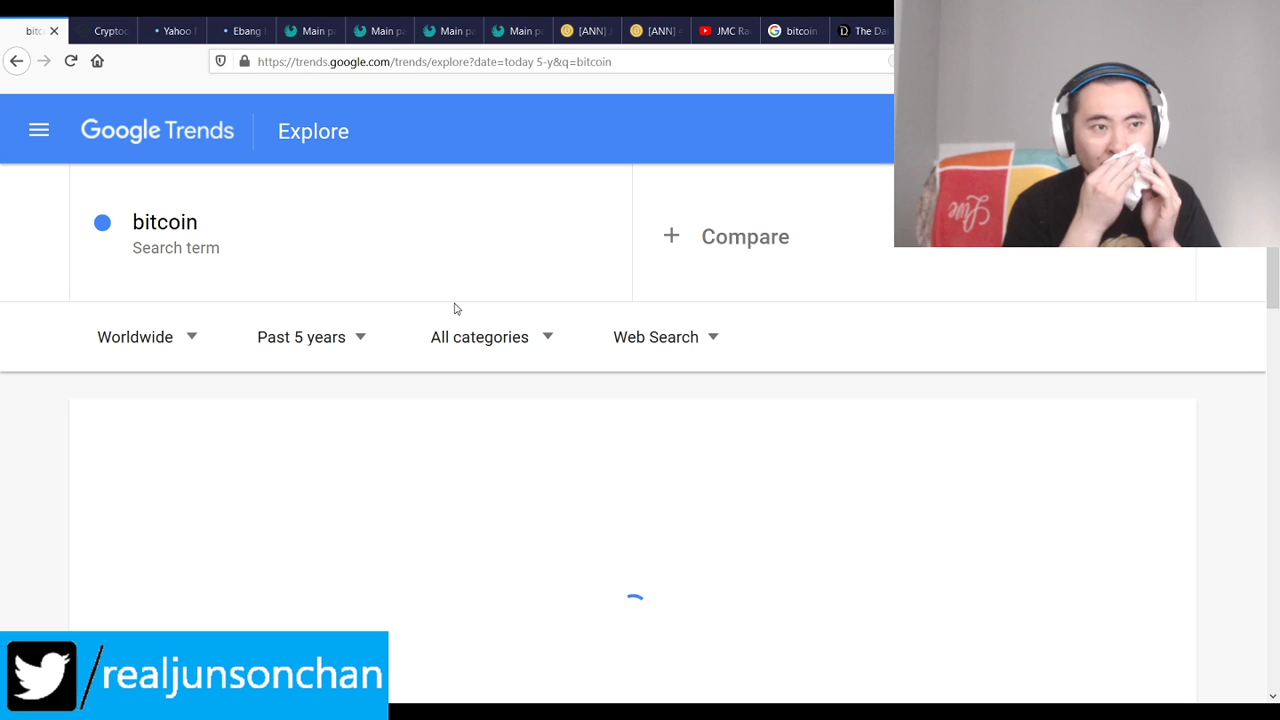 bitc
Cryptoc
Yahoo F
Ebang
Main p
Main p
Main p
Main p
[ANN]
[ANN]
JMC Ra
bitcoin
The Da
https://trends.google.com/trends/explore?date=today 5-y&q=bitcoin
Google Trends
Explore
bitcoin
Search term
+ Compare
Live
Worldwide
Past 5 years
All categories
Web Search
/realjunsonchan